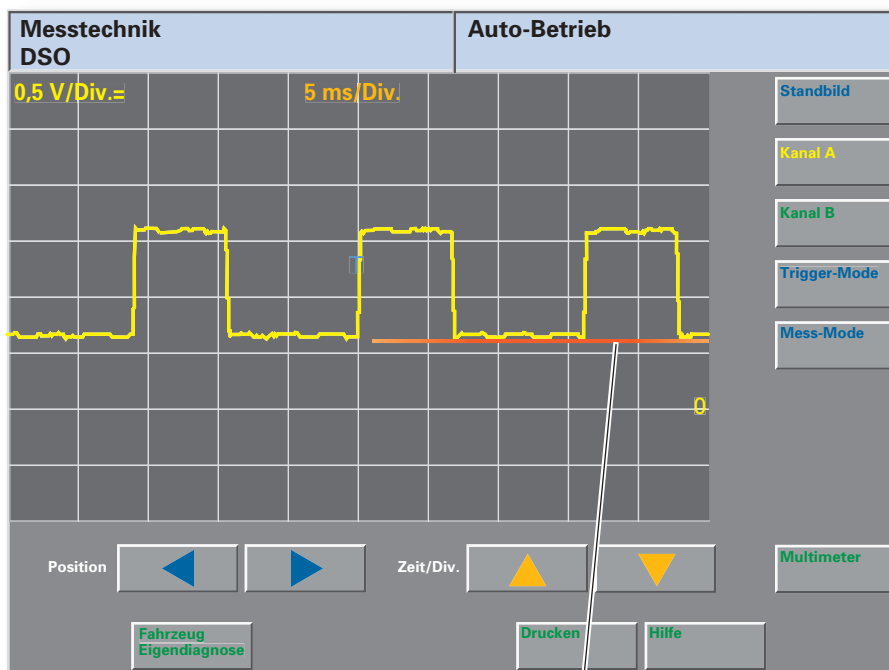 Messtechnik
DSO
Auto-Betrieb
0,5 V/Div.=
5 ms/Div.
Standbild
Kanal A
Kanal B
T
Trigger-Mode
Mess-Mode
0
Position
Zeit/Div.
Multimeter
Fahrzeug
Eigendiagnose
Drucken
Hilfe